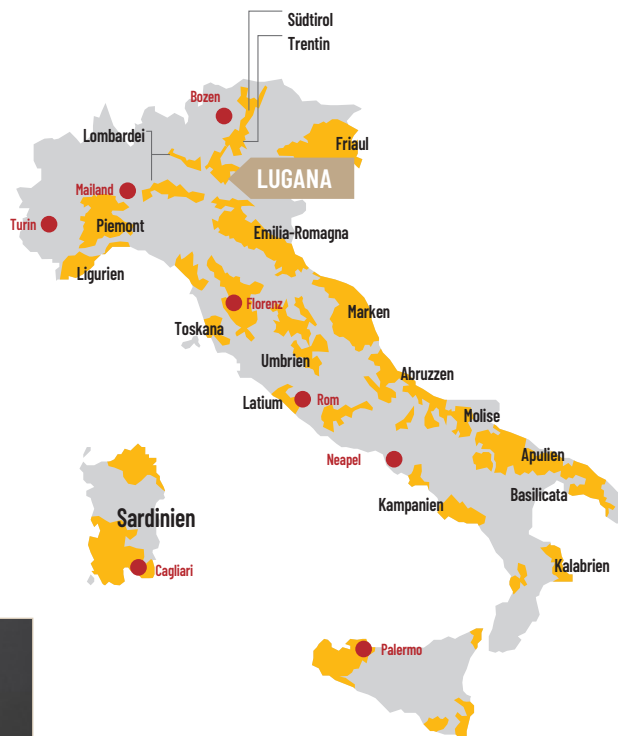 Südtirol
Trentin
Bozen
Lombardei
Friaul
LUGANA
Mailand
Turin
Piemont
Emilia-Romagna
Ligurien
Florenz
Marken
Toskana
Umbrien
Abruzzen
Latium
Rom
Molise
Neapel
Apulien
Basilicata
Kampanien
Sardinien
Kalabrien
Cagliari
Palermo